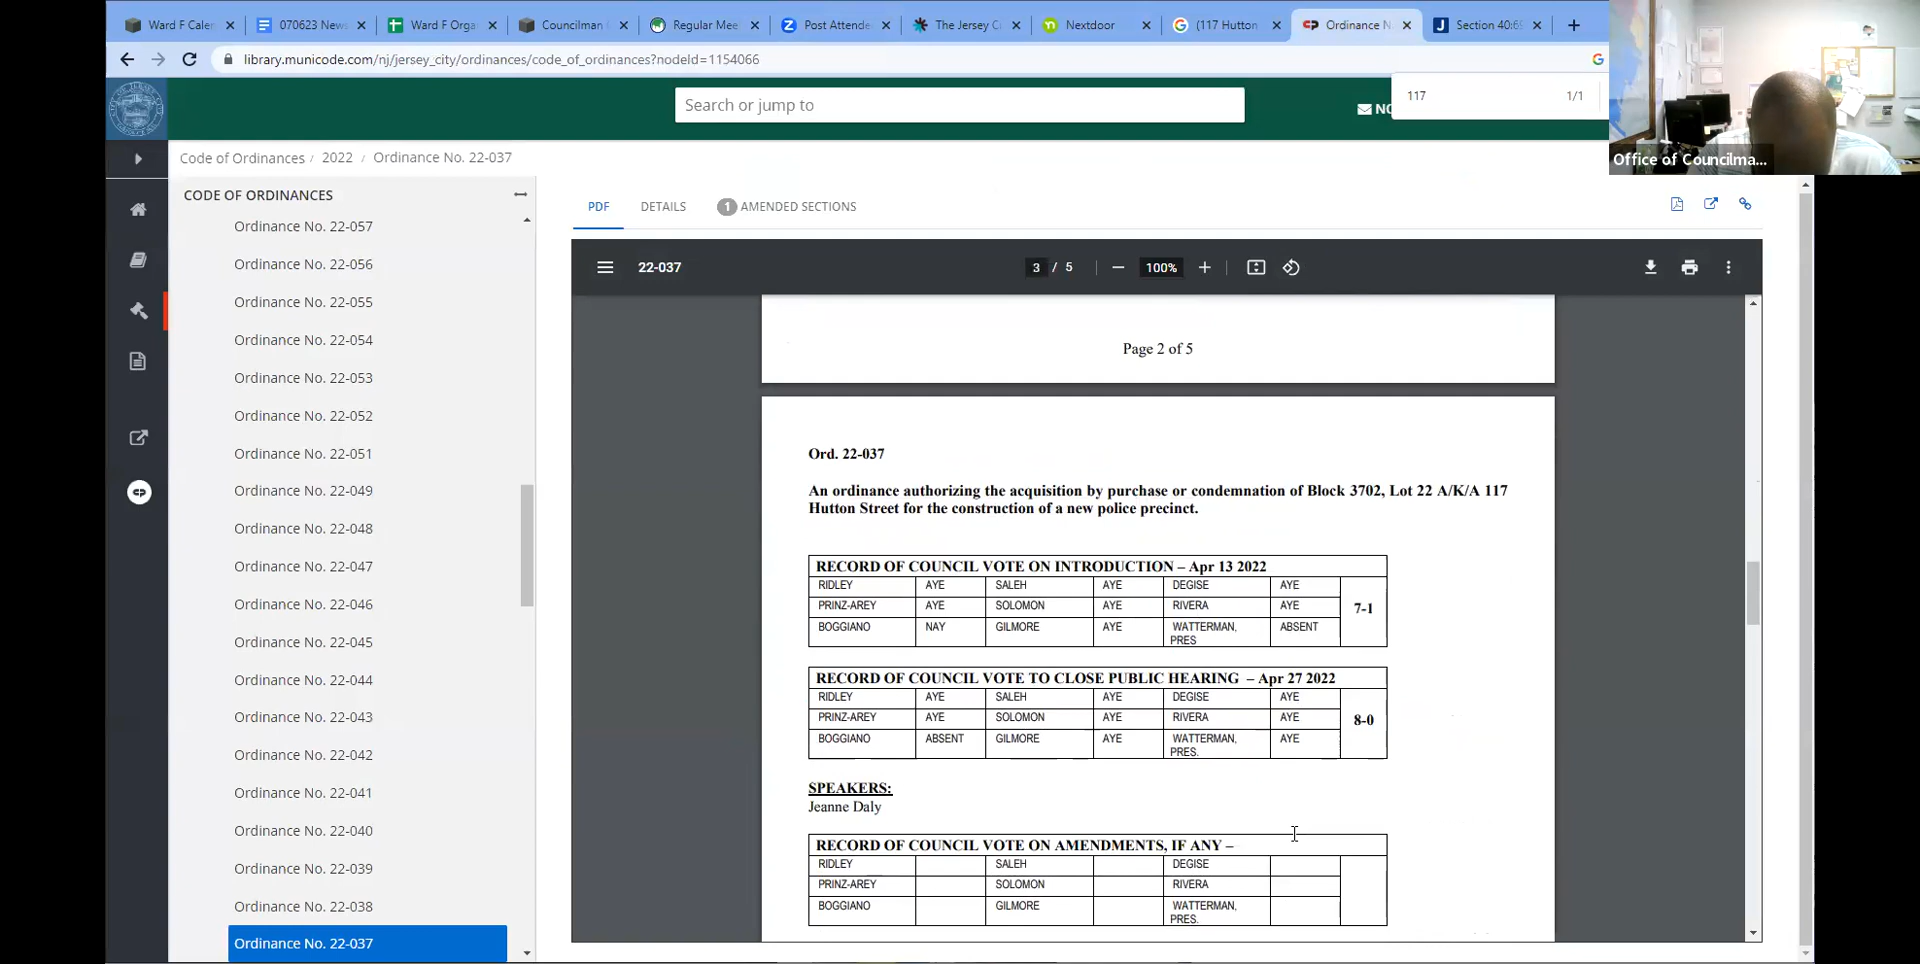 Ward F Caler
070623 News
Ward F Orga
Councilman
Regular Mee
Post Attende
The Jersey Ci
Nextdoor
(117 Hutton
Ordinance N
Section 40:6
library.municode.com/nj/jersey_city/ordinances/code_of_ordinances?nodeId=1154066
Search or jump to
NO
117
1/1
Office of Councilma...
Code of Ordinances / 2022 / Ordinance No. 22-037
CODE OF ORDINANCES
Ordinance No. 22-057
Ordinance No. 22-056
Ordinance No. 22-055
Ordinance No. 22-054
Ordinance No. 22-053
Ordinance No. 22-052
Ordinance No. 22-051
Ordinance No. 22-049
Ordinance No. 22-048
Ordinance No. 22-047
Ordinance No. 22-046
Ordinance No. 22-045
Ordinance No. 22-044
Ordinance No. 22-043
Ordinance No. 22-042
Ordinance No. 22-041
Ordinance No. 22-040
Ordinance No. 22-039
Ordinance No. 22-038
Ordinance No. 22-037
PDF DETAILS 1 AMENDED SECTIONS
22-037
3 / 5
100%
Page 2 of 5
Ord. 22-037
An ordinance authorizing the acquisition by purchase or condemnation of Block 3702, Lot 22 A/K/A 117
Hutton Street for the construction of a new police precinct.
RECORD OF COUNCIL VOTE ON INTRODUCTION – Apr 13 2022
RIDLEY AYE SALEH AYE DEGISE AYE
PRINZ-AREY AYE SOLOMON AYE RIVERA AYE
7-1
BOGGIANO NAY GILMORE AYE WATTERMAN, ABSENT
PRES
RECORD OF COUNCIL VOTE TO CLOSE PUBLIC HEARING – Apr 27 2022
RIDLEY AYE SALEH AYE DEGISE AYE
PRINZ-AREY AYE SOLOMON AYE RIVERA AYE
8-0
BOGGIANO ABSENT GILMORE AYE WATTERMAN, AYE
PRES.
SPEAKERS:
Jeanne Daly
RECORD OF COUNCIL VOTE ON AMENDMENTS, IF ANY –
RIDLEY SALEH DEGISE
PRINZ-AREY SOLOMON RIVERA
BOGGIANO GILMORE WATTERMAN,
PRES.